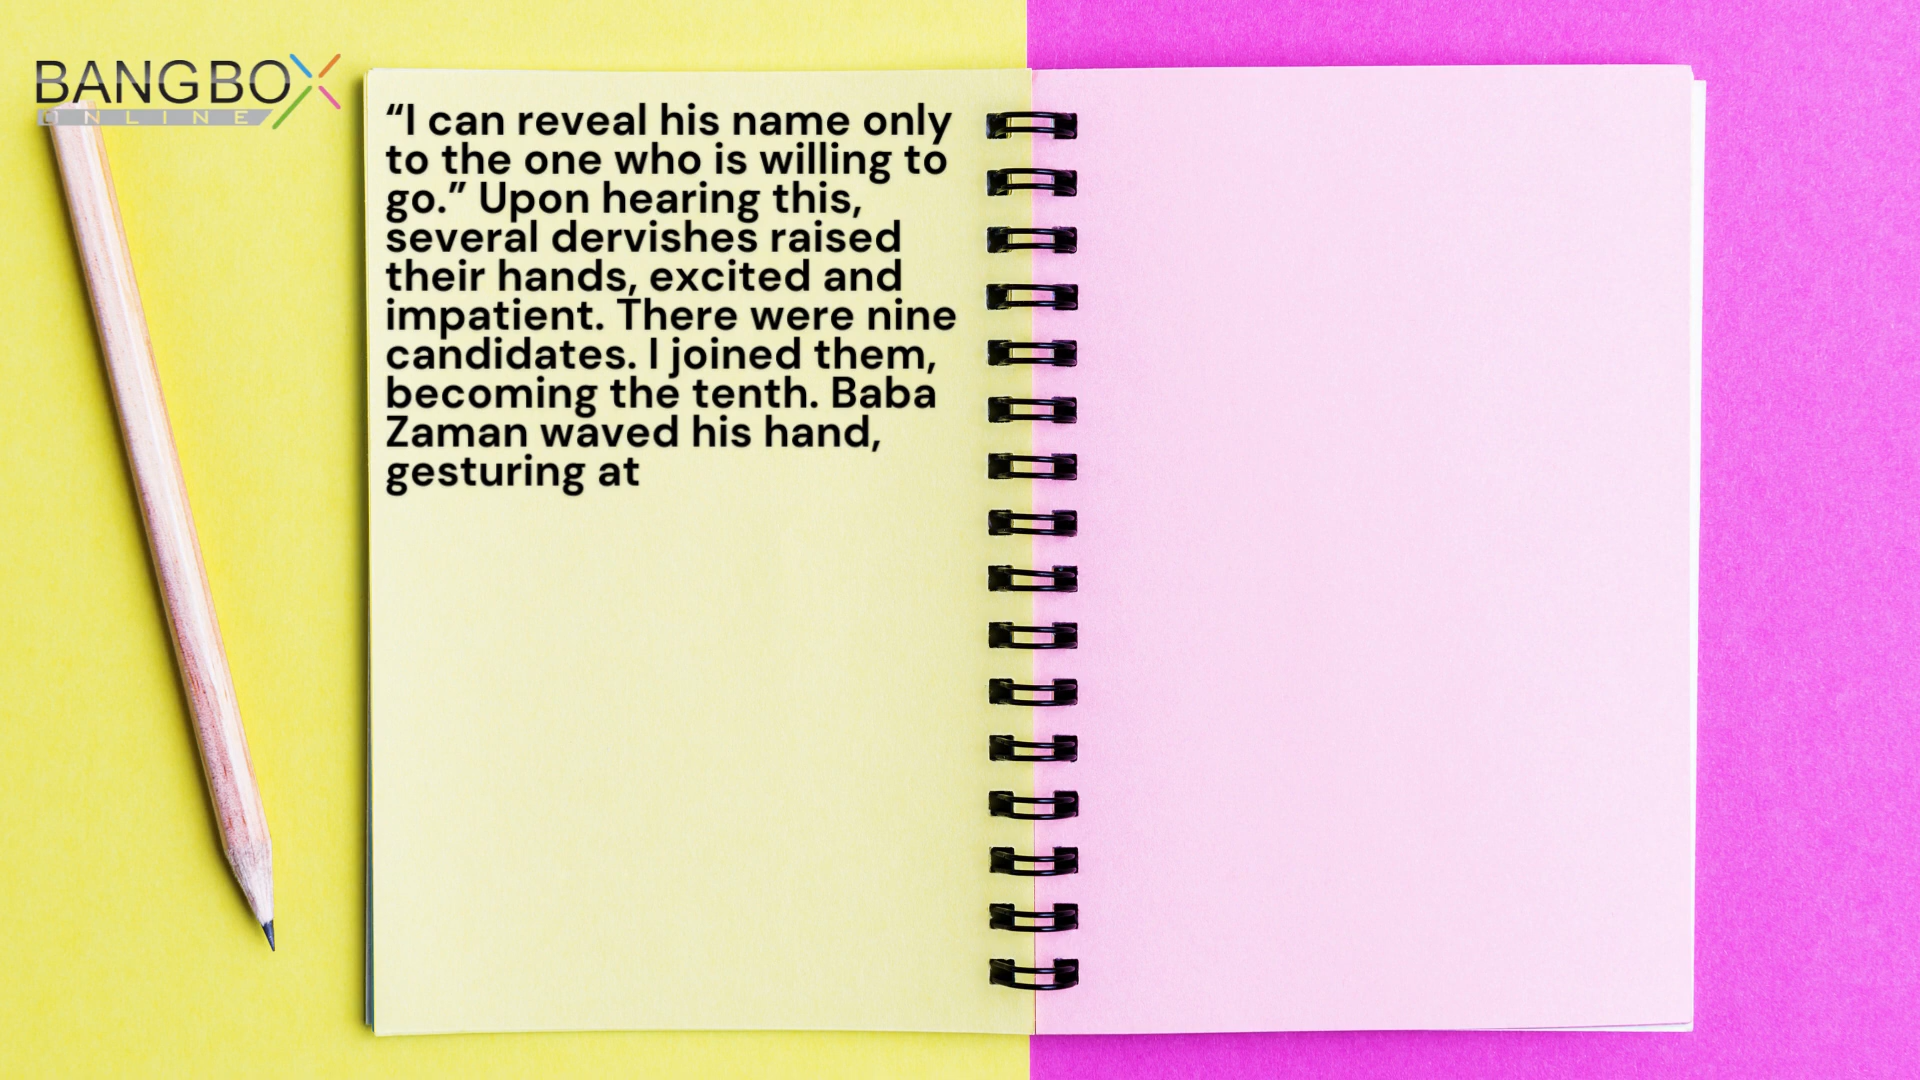 BANGBOX
ONLINE
“I can reveal his name only
to the one who is willing to
go.” Upon hearing this,
several dervishes raised
their hands, excited and
impatient. There were nine
candidates. I joined them,
becoming the tenth. Baba
Zaman waved his hand,
gesturing at